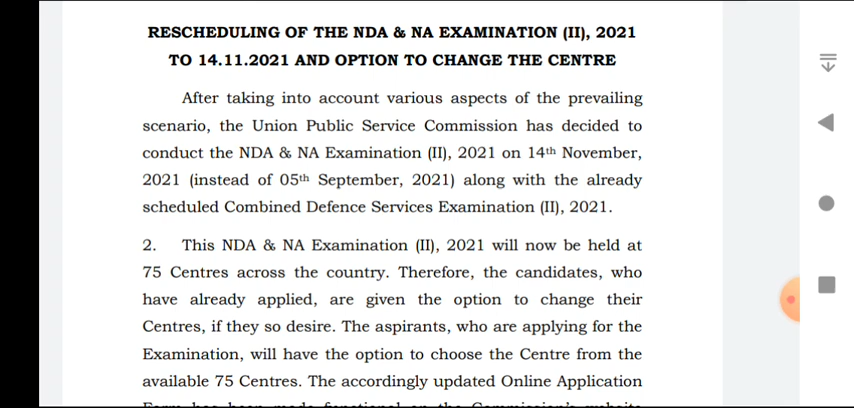 RESCHEDULING OF THE NDA & NA EXAMINATION (II), 2021
TO 14.11.2021 AND OPTION TO CHANGE THE CENTRE
After taking into account various aspects of the prevailing
scenario, the Union Public Service Commission has decided to
conduct the NDA & NA Examination (II), 2021 on 14th November,
2021 (instead of 05th September, 2021) along with the already
scheduled Combined Defence Services Examination (II), 2021.
2. This NDA & NA Examination (II), 2021 will now be held at
75 Centres across the country. Therefore, the candidates, who
have already applied, are given the option to change their
Centres, if they so desire. The aspirants, who are applying for the
Examination, will have the option to choose the Centre from the
available 75 Centres. The accordingly updated Online Application